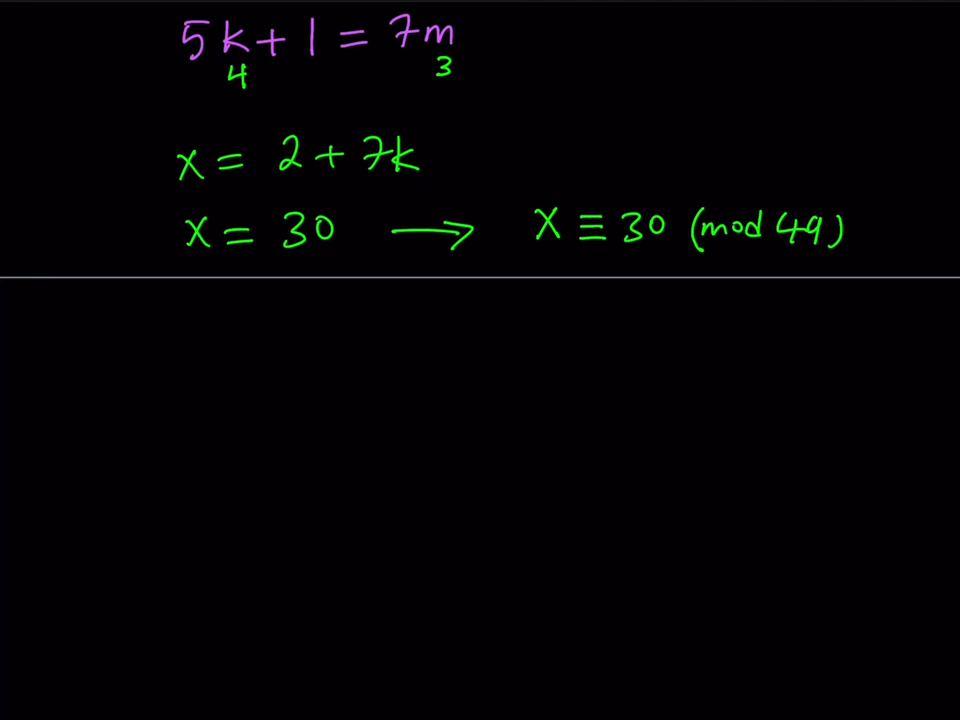 5k + 1 = 7m
4 3
x = 2 + 7k
x = 30 → x ≡ 30 (mod 49)